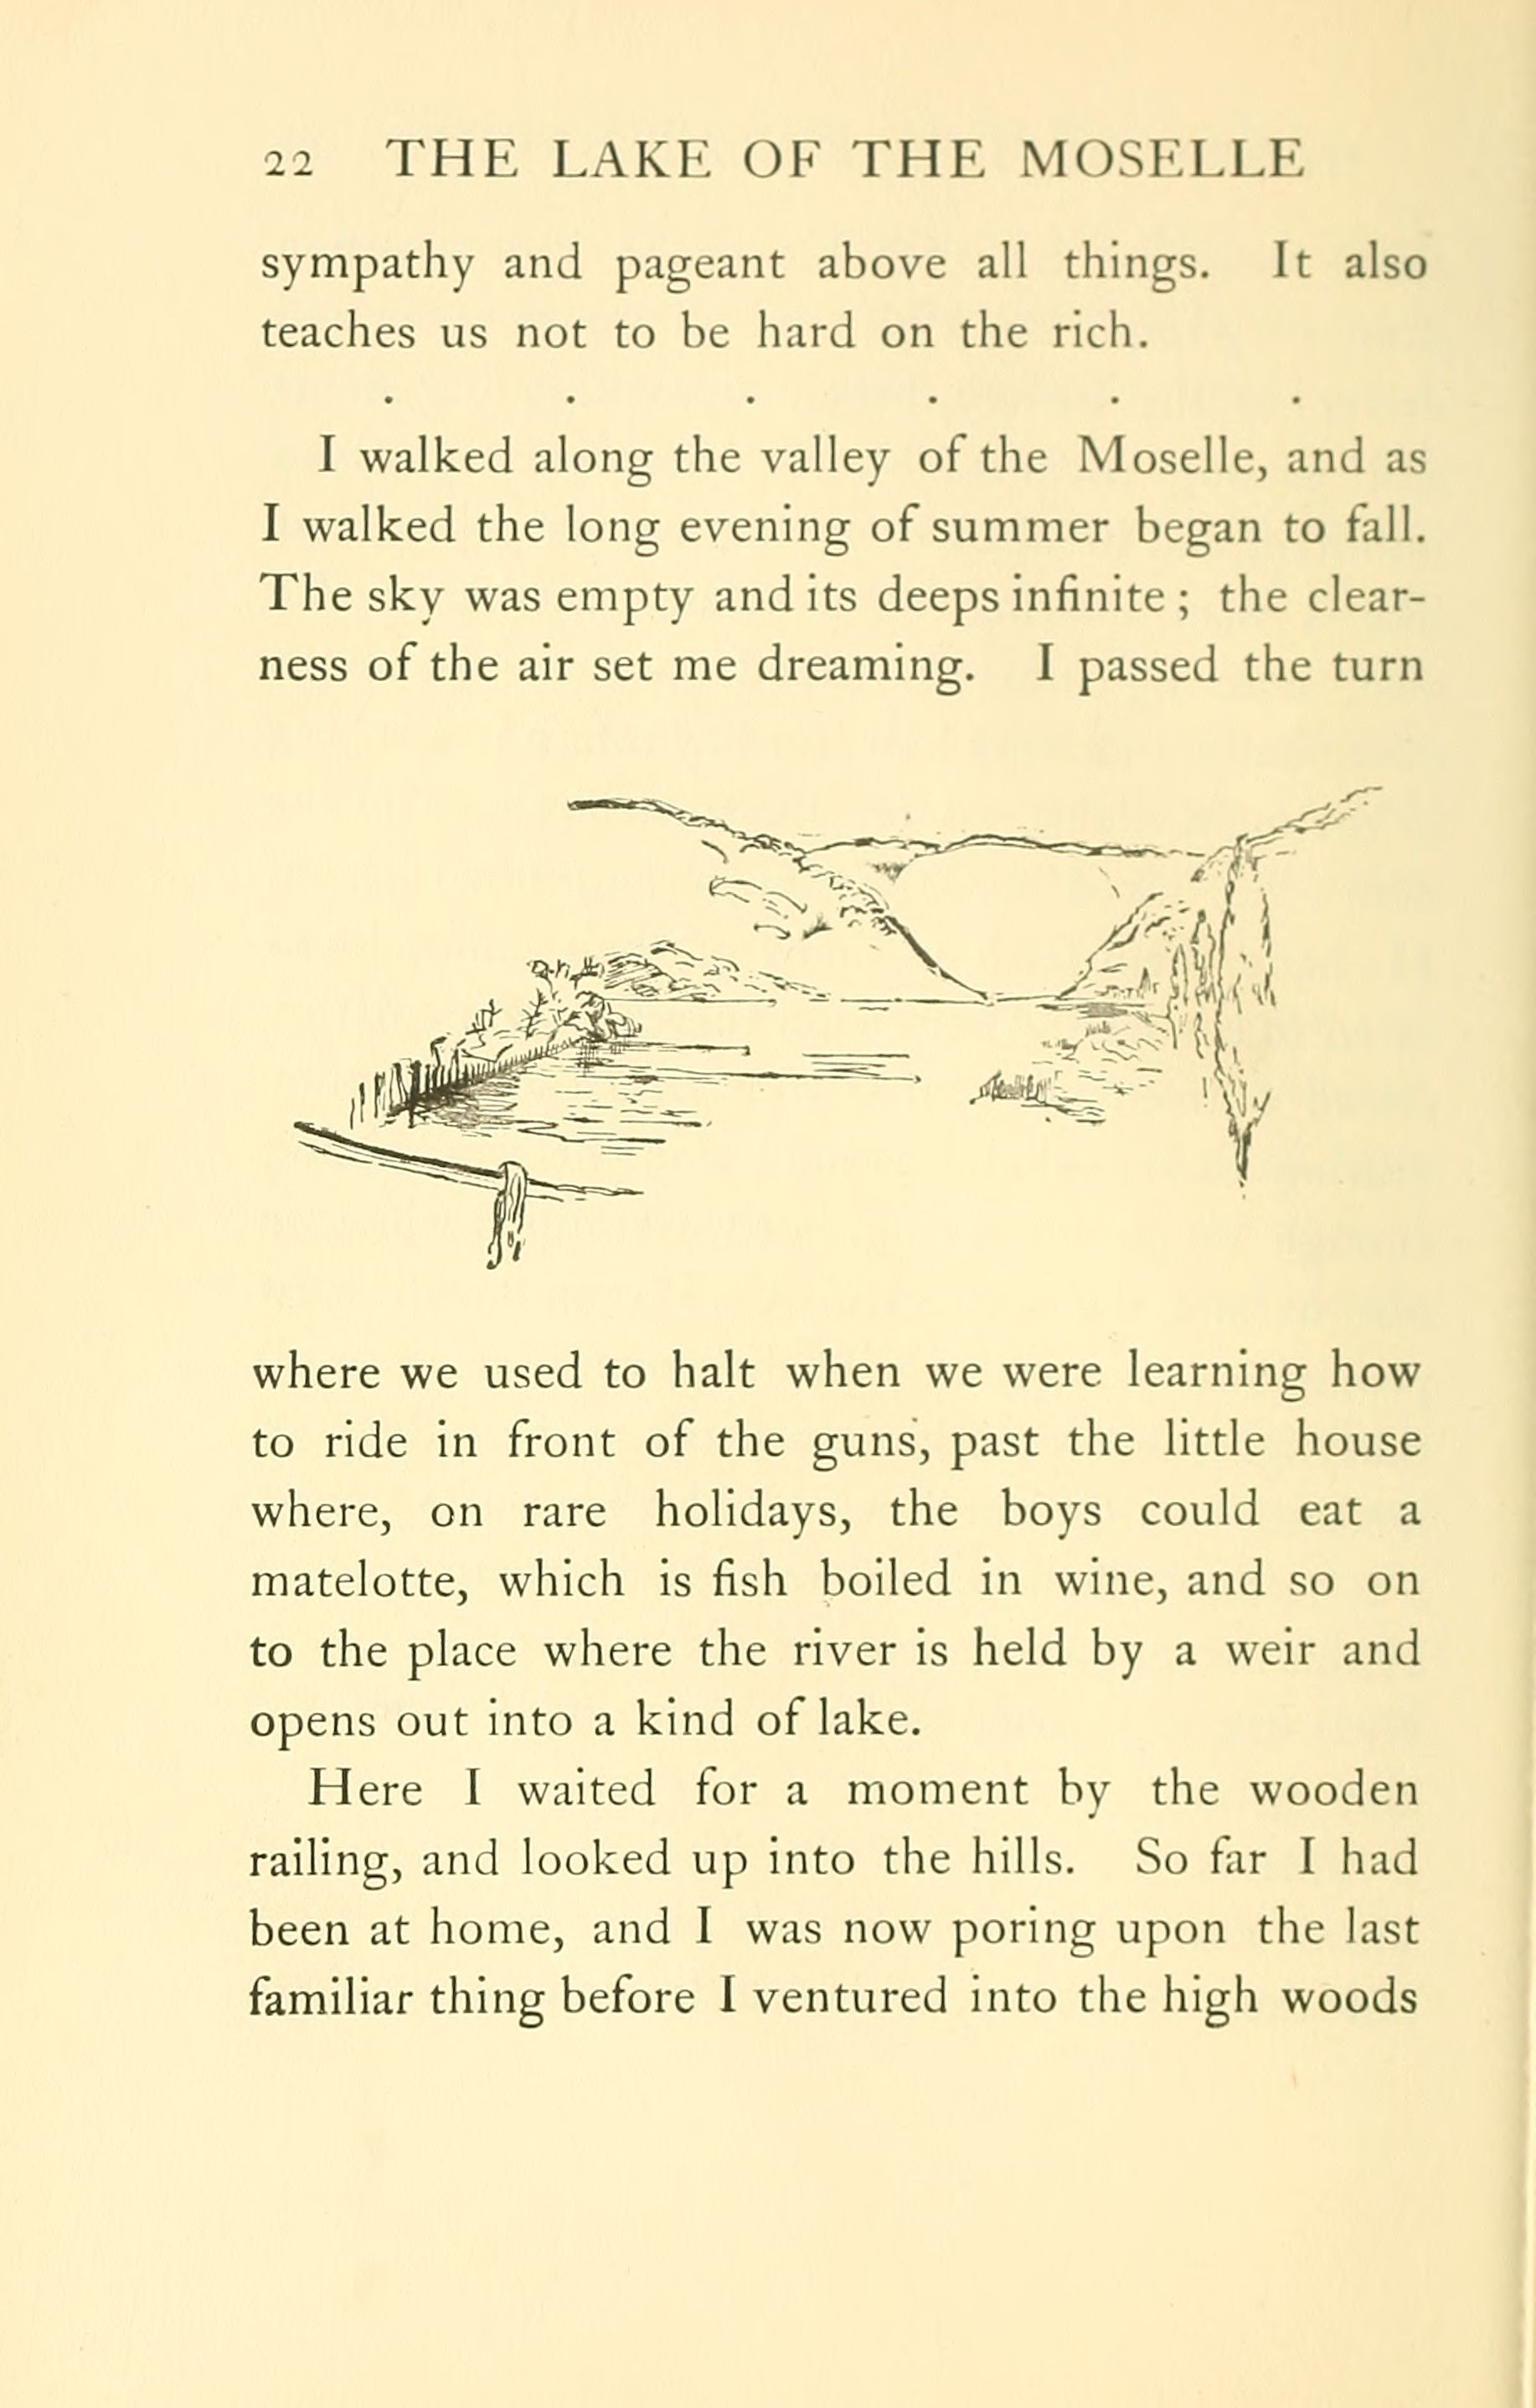 22 THE LAKE OF THE MOSELLE
sympathy and pageant above all things. It also
teaches us not to be hard on the rich.
. . . . . .
I walked along the valley of the Moselle, and as
I walked the long evening of summer began to fall.
The sky was empty and its deeps infinite ; the clear-
ness of the air set me dreaming. I passed the turn
where we used to halt when we were learning how
to ride in front of the guns, past the little house
where, on rare holidays, the boys could eat a
matelotte, which is fish boiled in wine, and so on
to the place where the river is held by a weir and
opens out into a kind of lake.
Here I waited for a moment by the wooden
railing, and looked up into the hills. So far I had
been at home, and I was now poring upon the last
familiar thing before I ventured into the high woods